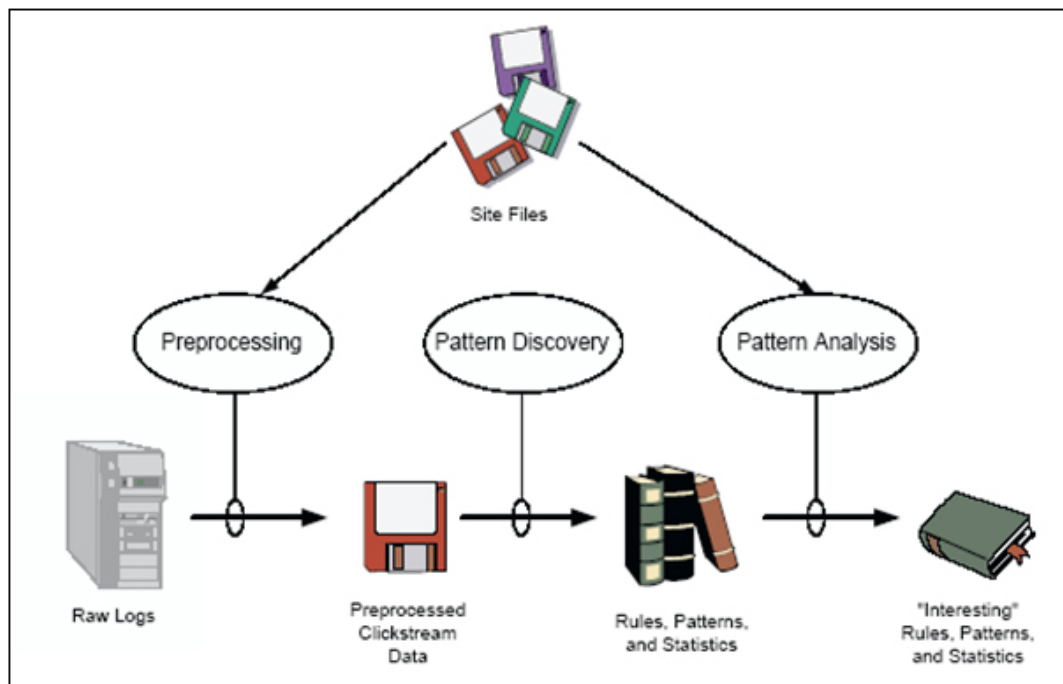 Site Files
Preprocessing
Pattern Discovery
Pattern Analysis
Raw Logs
Preprocessed
Clickstream
Data
Rules, Patterns,
and Statistics
"Interesting"
Rules, Patterns,
and Statistics